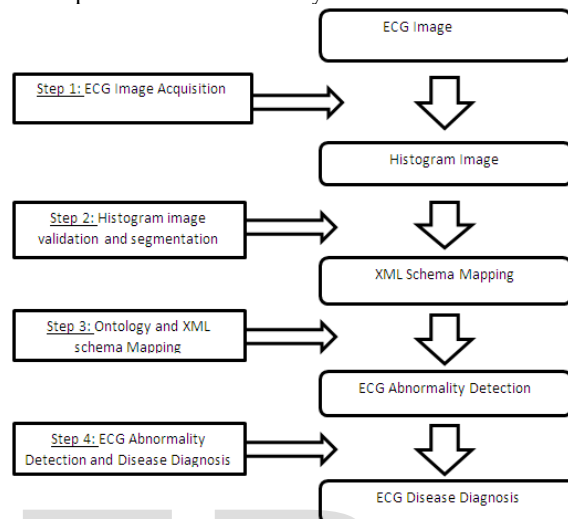 ECG Image
Step 1: ECG Image Acquisition
Histogram Image
Step 2: Histogram image
validation and segmentation
XML Schema Mapping
Step 3: Ontology and XML
schema Mapping
ECG Abnormality Detection
Step 4: ECG Abnormality
Detection and Disease Diagnosis
ECG Disease Diagnosis